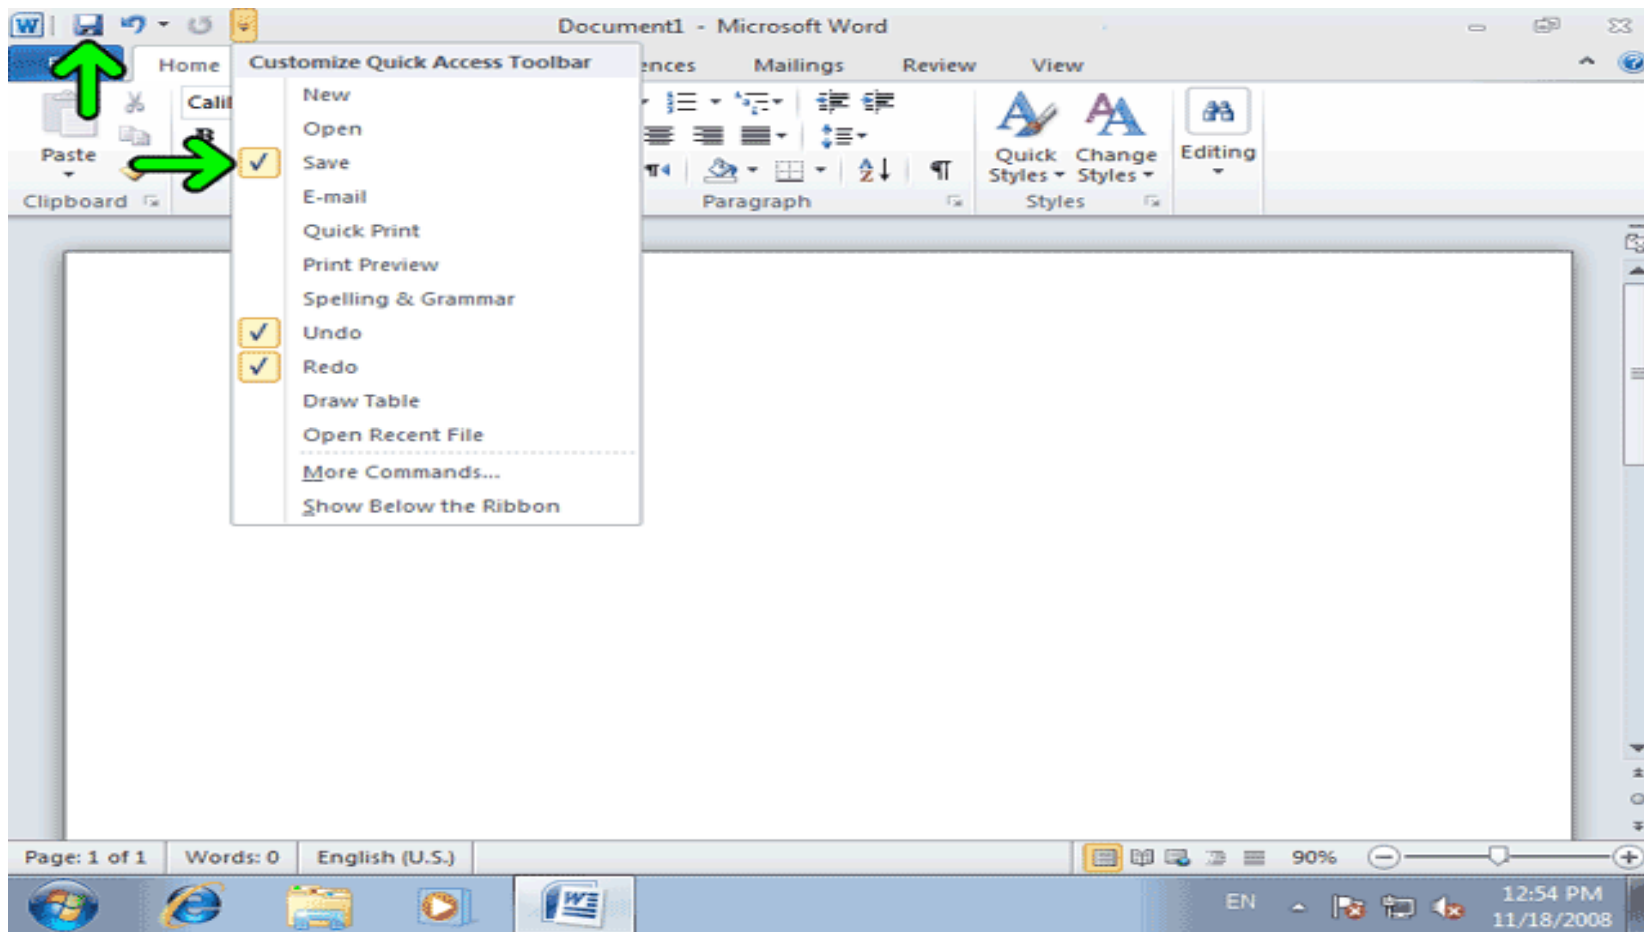 Document1 - Microsoft Word
Home
Mailings
Review
View
Customize Quick Access Toolbar
New
Open
Save
E-mail
Quick Print
Print Preview
Spelling & Grammar
Undo
Redo
Draw Table
Open Recent File
More Commands...
Show Below the Ribbon
Paste
Clipboard
Paragraph
Quick Styles
Change Styles
Styles
Editing
Page: 1 of 1
Words: 0
English (U.S.)
90%
EN
12:54 PM
11/18/2008